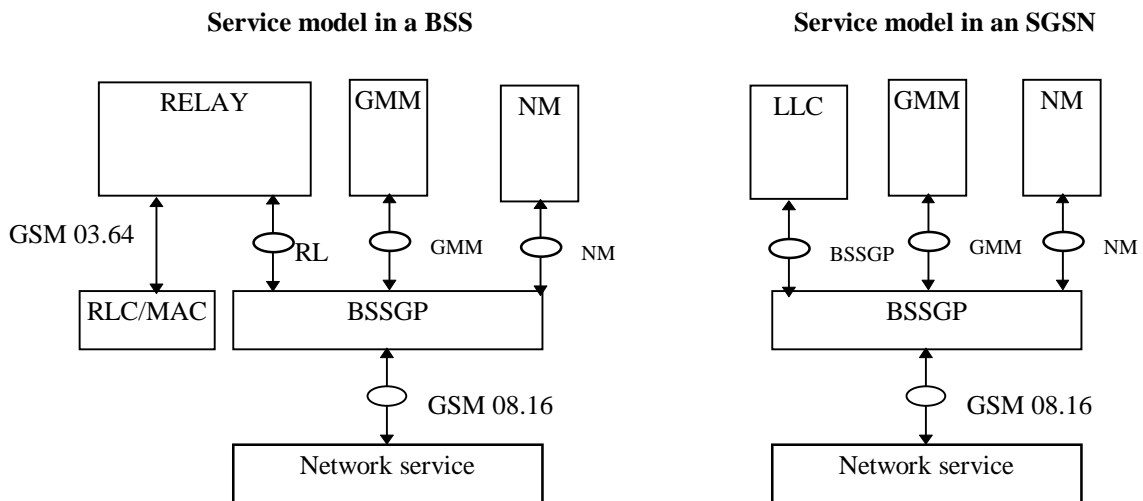 Service model in a BSS
RELAY
GMM
NM
GSM 03.64
RL
GMM
NM
RLC/MAC
BSSGP
GSM 08.16
Network service
Service model in an SGSN
LLC
GMM
NM
BSSGP
GMM
NM
BSSGP
GSM 08.16
Network service